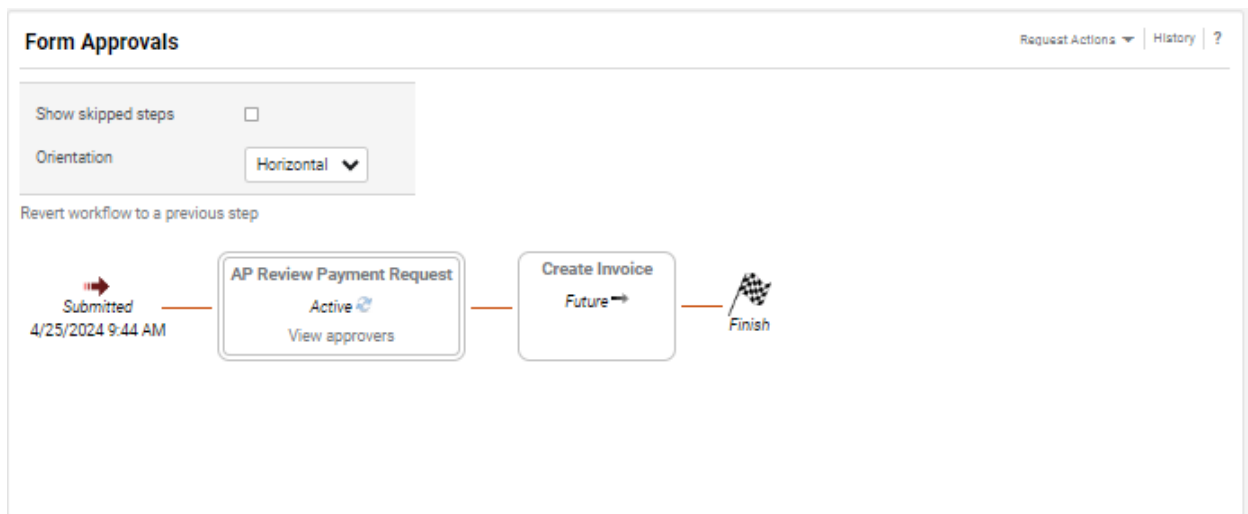 Form Approvals
Request Actions
History
?
Show skipped steps
Orientation
Horizontal
Revert workflow to a previous step
Submitted
4/25/2024 9:44 AM
AP Review Payment Request
Active
View approvers
Create Invoice
Future
Finish